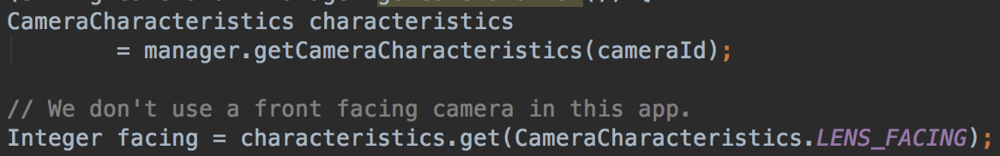 CameraCharacteristics characteristics
= manager.getCameraCharacteristics(cameraId);
// We don't use a front facing camera in this app.
Integer facing = characteristics.get(CameraCharacteristics.LENS_FACING);